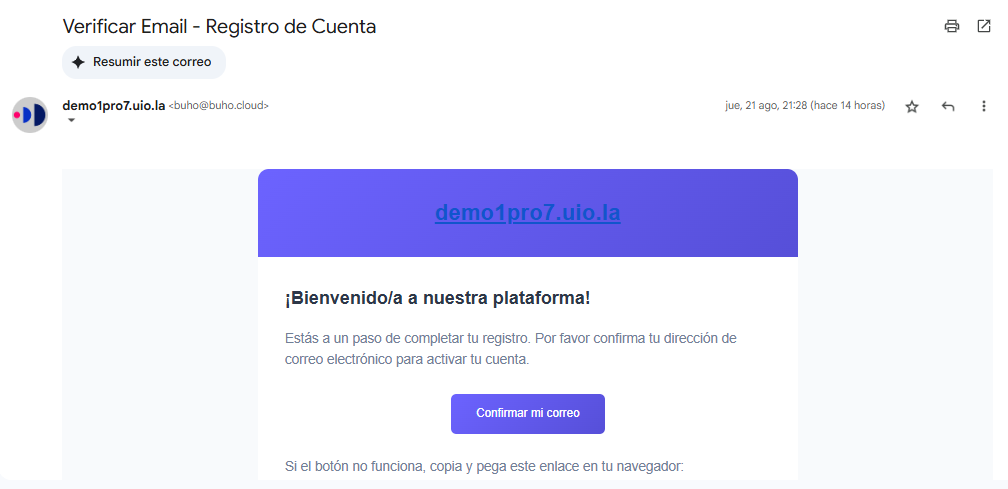 Verificar Email - Registro de Cuenta
Resumir este correo
demo1pro7.uio.la <buho@buho.cloud>
jue, 21 ago, 21:28 (hace 14 horas)
demo1pro7.uio.la
¡Bienvenido/a a nuestra plataforma!
Estás a un paso de completar tu registro. Por favor confirma tu dirección de
correo electrónico para activar tu cuenta.
Confirmar mi correo
Si el botón no funciona, copia y pega este enlace en tu navegador: